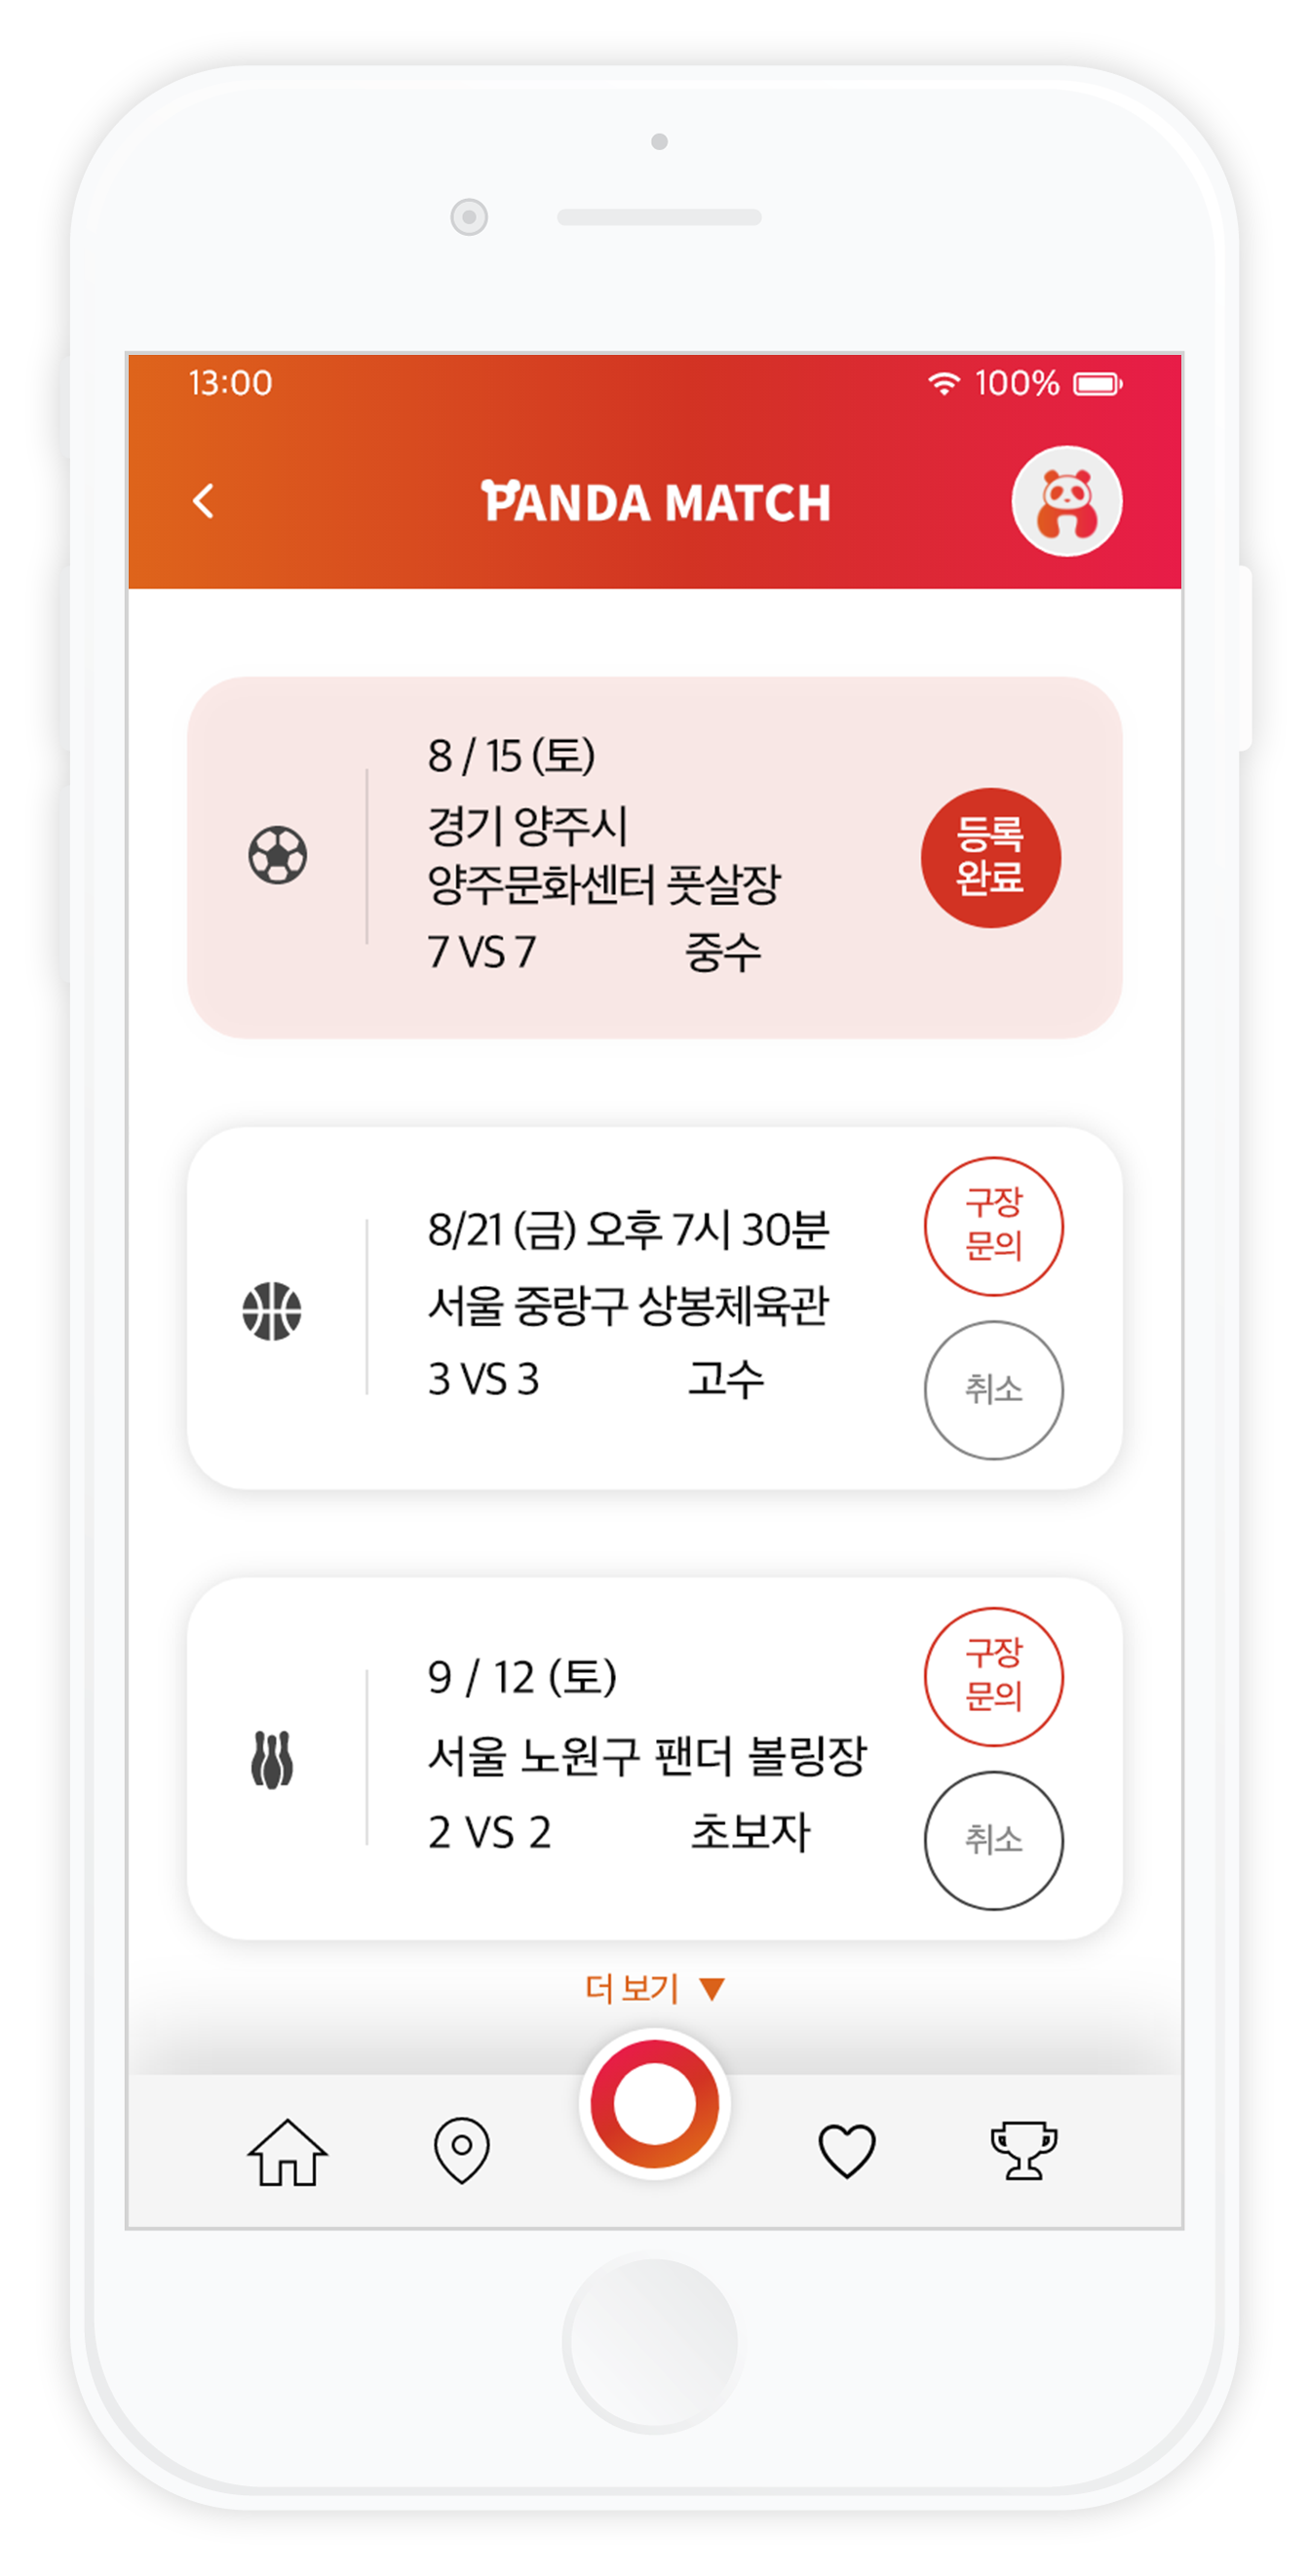 13:00 100%
PANDA MATCH
8 / 15 (토)
경기 양주시
양주문화센터 풋살장
7 VS 7 중수
등록
완료
8/21 (금) 오후 7시 30분
서울 중랑구 상봉체육관
3 VS 3 고수
구장
문의
취소
9 / 12 (토)
서울 노원구 팬더 볼링장
2 VS 2 초보자
구장
문의
취소
더 보기 ▼